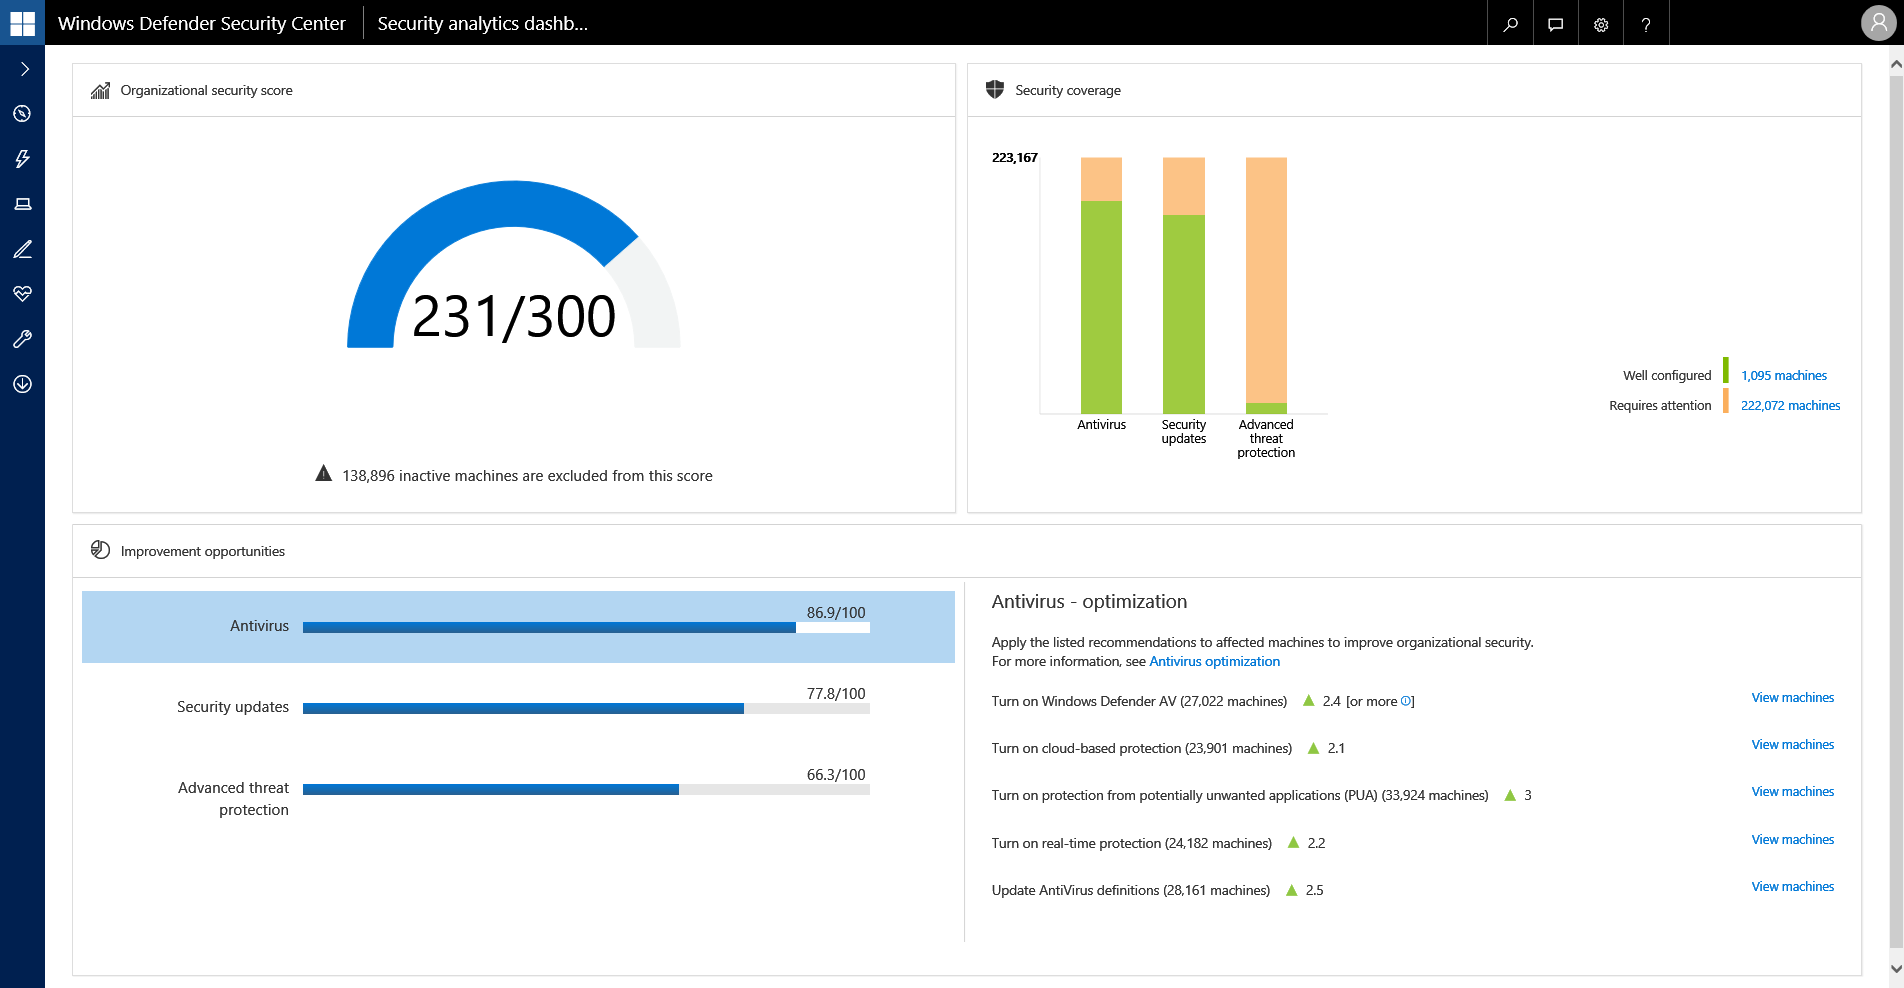 Windows Defender Security Center
Security analytics dashb...
?
Organizational security score
231/300
138,896 inactive machines are excluded from this score
Security coverage
223,167
Antivirus
Security
updates
Advanced
threat
protection
Well configured
1,095 machines
Requires attention
222,072 machines
Improvement opportunities
86.9/100
Antivirus
77.8/100
Security updates
66.3/100
Advanced threat
protection
Antivirus - optimization
Apply the listed recommendations to affected machines to improve organizational security.
For more information, see Antivirus optimization
Turn on Windows Defender AV (27,022 machines) ▲ 2.4 [or more ⓘ]
View machines
Turn on cloud-based protection (23,901 machines) ▲ 2.1
View machines
Turn on protection from potentially unwanted applications (PUA) (33,924 machines) ▲ 3
View machines
Turn on real-time protection (24,182 machines) ▲ 2.2
View machines
Update AntiVirus definitions (28,161 machines) ▲ 2.5
View machines